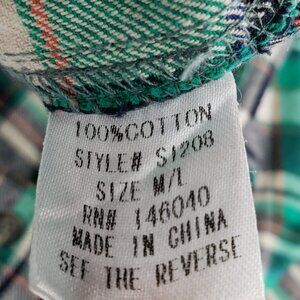 100%COTTON
STYLE# S1208
SIZE M/L
RN# 146040
MADE IN CHINA
SEE THE REVERSE